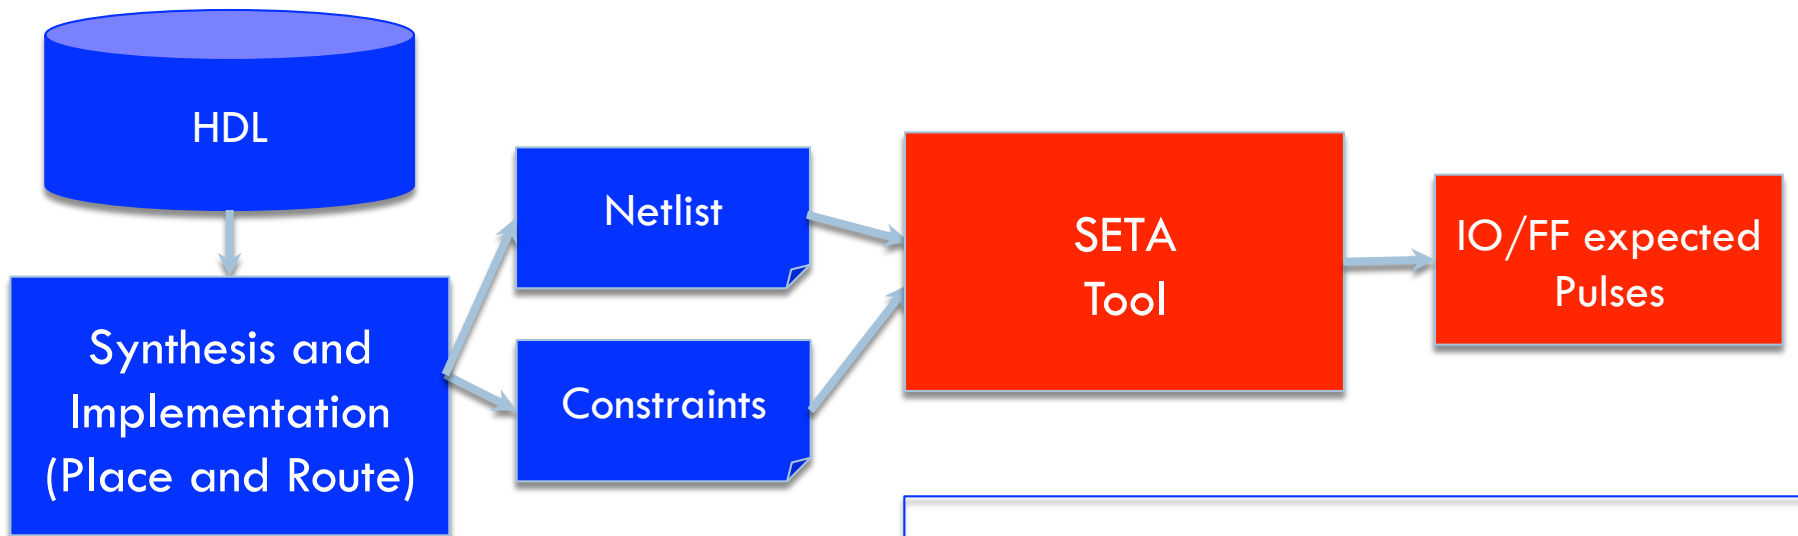 HDL
Synthesis and
Implementation
(Place and Route)
Netlist
Constraints
SETA
Tool
IO/FF expected
Pulses